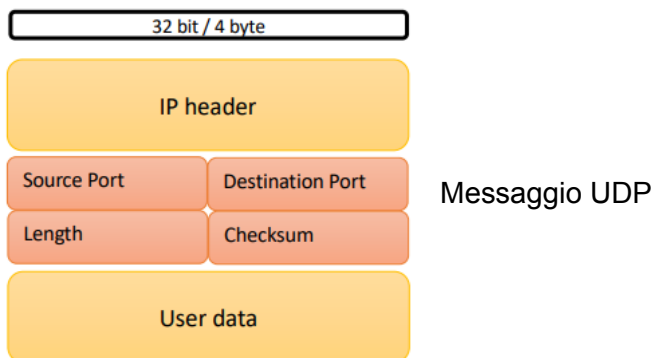 32 bit / 4 byte
IP header
Source Port
Destination Port
Messaggio UDP
Length
Checksum
User data